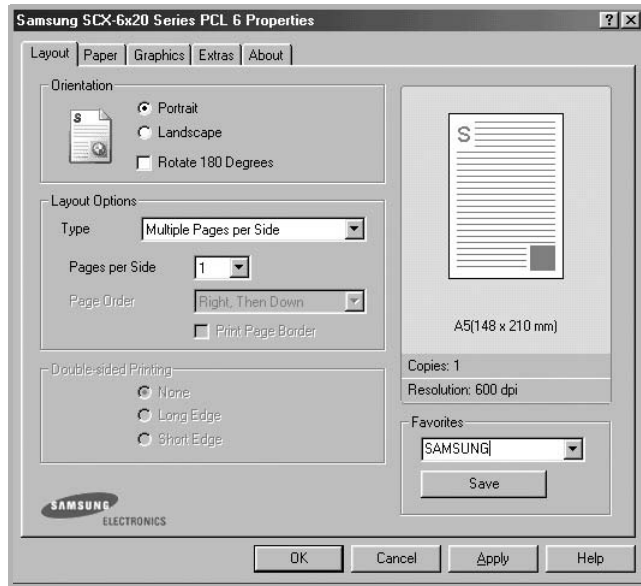 Samsung SCX-6x20 Series PCL 6 Properties
Layout Paper Graphics Extras About
Orientation
S
Portrait
Landscape
Rotate 180 Degrees
Layout Options
Type Multiple Pages per Side
Pages per Side 1
Page Order Right, Then Down
Print Page Border
Double-sided Printing
None
Long Edge
Short Edge
SAMSUNG
ELECTRONICS
S
A5(148 x 210 mm)
Copies: 1
Resolution: 600 dpi
Favorites
SAMSUNG
Save
OK Cancel Apply Help